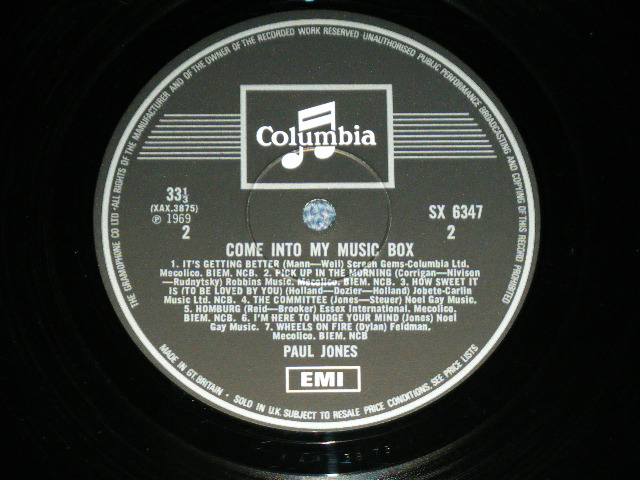 THE GRAMOPHONE CO LTD · ALL RIGHTS OF THE MANUFACTURER AND OF THE OWNER OF THE RECORDED WORK RESERVED · UNAUTHORISED PUBLIC PERFORMANCE BROADCASTING AND COPYING OF THIS RECORD PROHIBITED
Columbia
33⅓
(XAX.3875)
℗ 1969
2
SX 6347
2
COME INTO MY MUSIC BOX
1. IT'S GETTING BETTER (Mann—Weil) Screen Gems-Columbia Ltd.
Mecolico. BIEM. NCB. 2. PICK UP IN THE MORNING (Corrigan—Nivison
—Rudnytsky) Robbins Music. Mecolico. BIEM. NCB. 3. HOW SWEET IT
IS (TO BE LOVED BY YOU) (Holland—Dozier—Holland) Jobete-Carlin
Music Ltd. NCB. 4. THE COMMITTEE (Jones—Steuer) Noel Gay Music.
5. HOMBURG (Reid—Brooker) Essex International. Mecolico.
BIEM. NCB. 6. I'M HERE TO NUDGE YOUR MIND (Jones) Noel
Gay Music. 7. WHEELS ON FIRE (Dylan) Feldman.
Mecolico. BIEM. NCB
PAUL JONES
EMI
MADE IN GT. BRITAIN · SOLD IN U.K. SUBJECT TO RESALE PRICE CONDITIONS, SEE PRICE LISTS